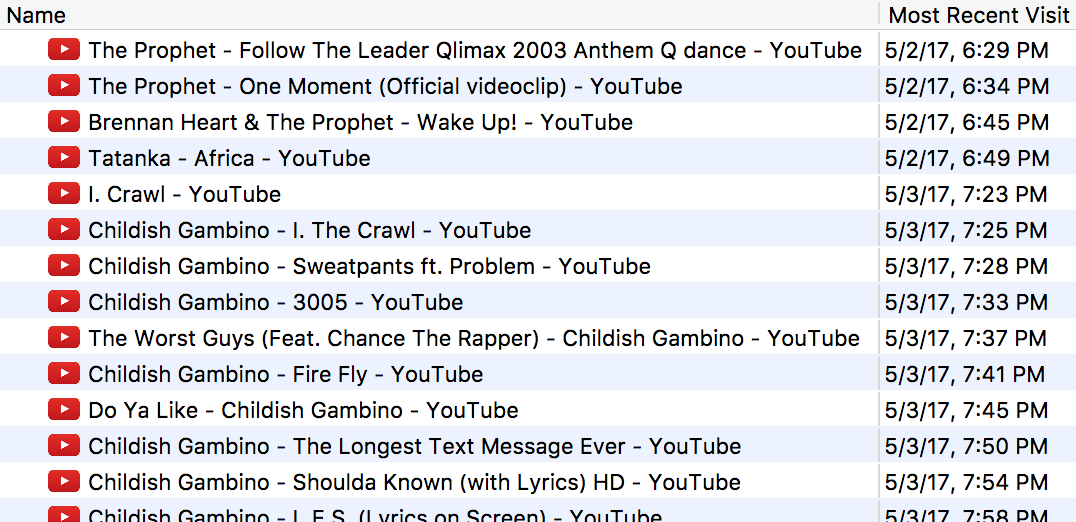 Name Most Recent Visit
The Prophet - Follow The Leader Qlimax 2003 Anthem Q dance - YouTube 5/2/17, 6:29 PM
The Prophet - One Moment (Official videoclip) - YouTube 5/2/17, 6:34 PM
Brennan Heart & The Prophet - Wake Up! - YouTube 5/2/17, 6:45 PM
Tatanka - Africa - YouTube 5/2/17, 6:49 PM
I. Crawl - YouTube 5/3/17, 7:23 PM
Childish Gambino - I. The Crawl - YouTube 5/3/17, 7:25 PM
Childish Gambino - Sweatpants ft. Problem - YouTube 5/3/17, 7:28 PM
Childish Gambino - 3005 - YouTube 5/3/17, 7:33 PM
The Worst Guys (Feat. Chance The Rapper) - Childish Gambino - YouTube 5/3/17, 7:37 PM
Childish Gambino - Fire Fly - YouTube 5/3/17, 7:41 PM
Do Ya Like - Childish Gambino - YouTube 5/3/17, 7:45 PM
Childish Gambino - The Longest Text Message Ever - YouTube 5/3/17, 7:50 PM
Childish Gambino - Shoulda Known (with Lyrics) HD - YouTube 5/3/17, 7:54 PM
Childish Gambino - L.E.S. (Lyrics on Screen) - YouTube 5/3/17, 7:58 PM